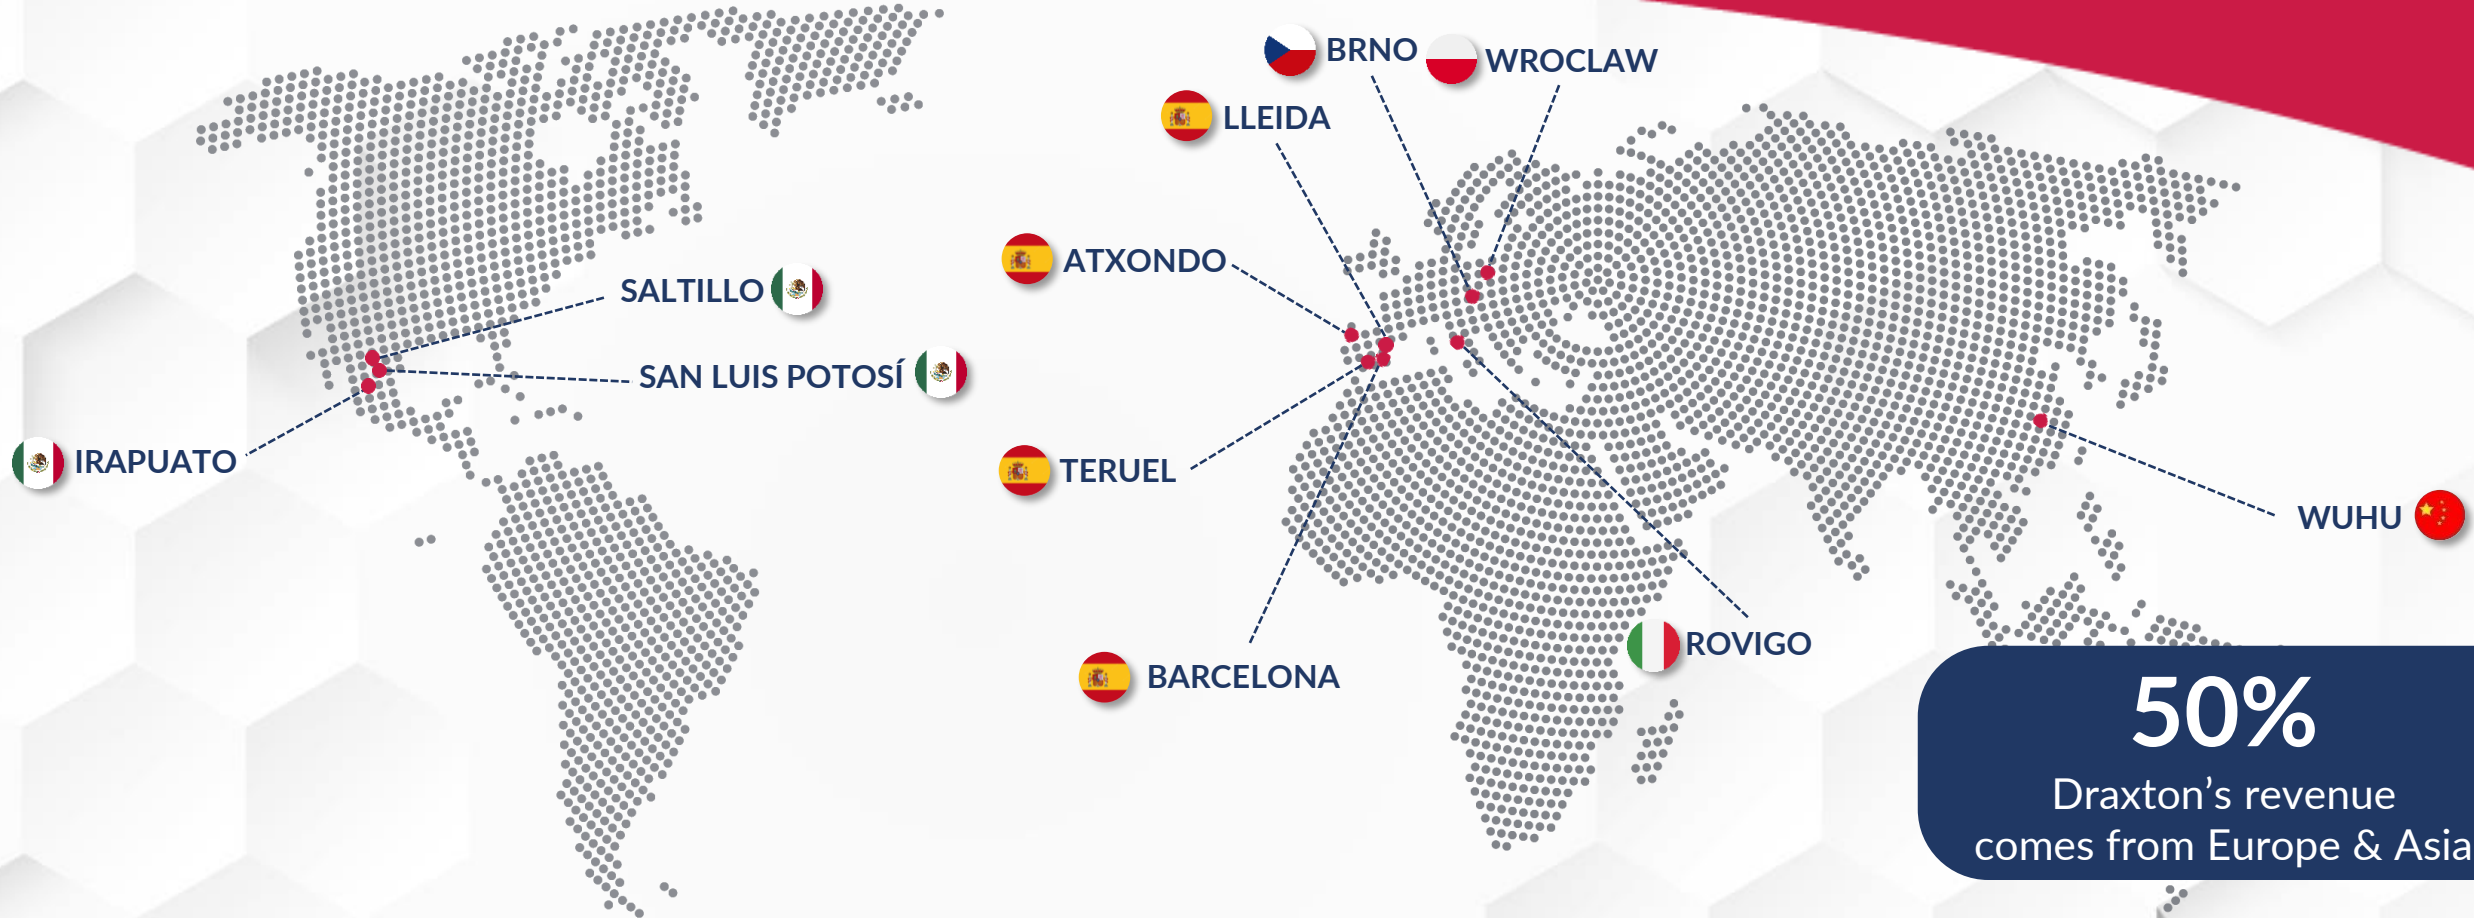 BRNO
WROCLAW
LLEIDA
ATXONDO
SALTILLO
SAN LUIS POTOSÍ
IRAPUATO
TERUEL
WUHU
ROVIGO
BARCELONA
50%
Draxton’s revenue
comes from Europe & Asia